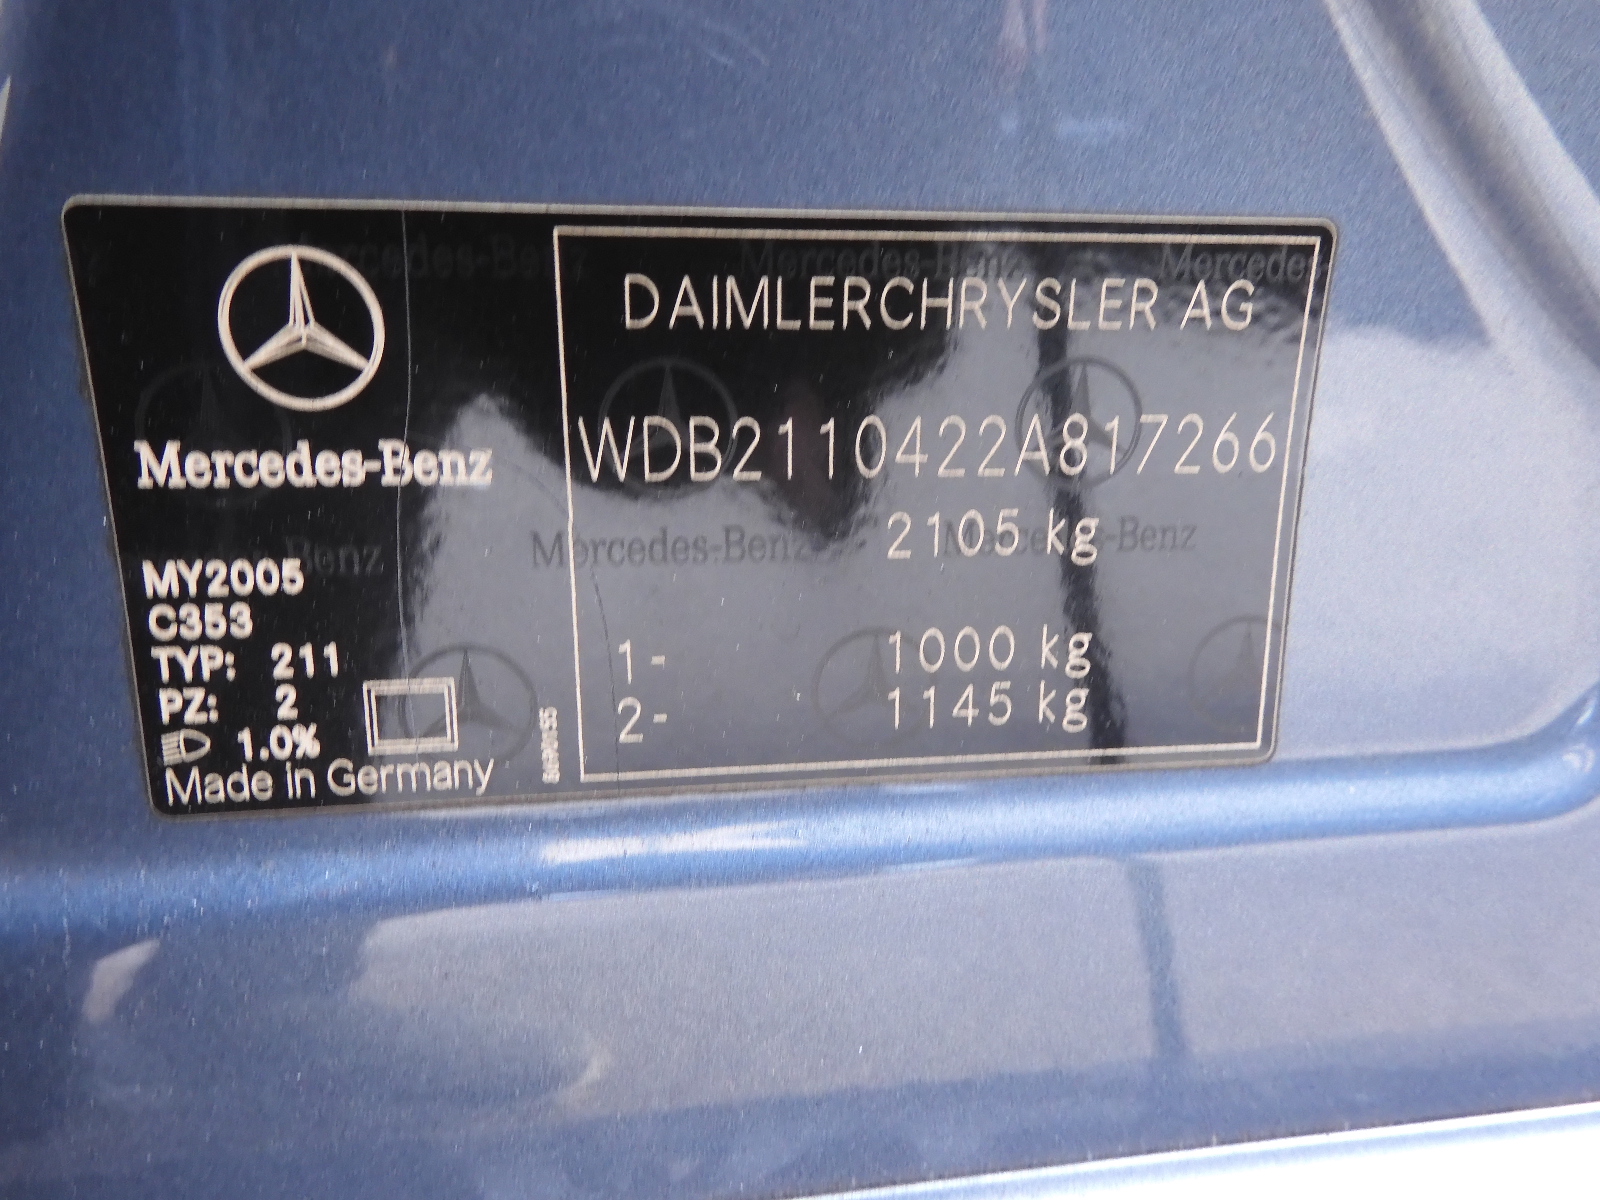 Mercedes-Benz
MY2005
C353
TYP: 211
PZ: 2
1.0%
Made in Germany
DAIMLERCHRYSLER AG
WDB2110422A817266
2105 kg
1- 1000 kg
2- 1145 kg